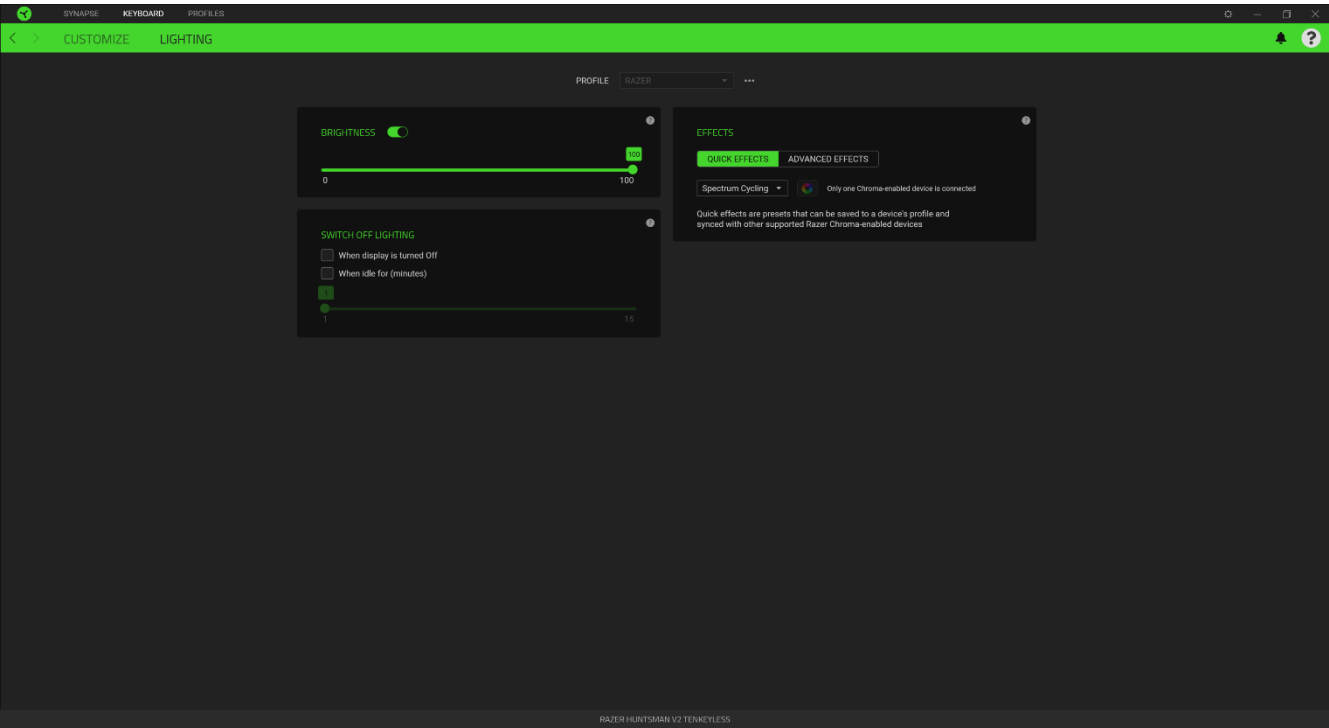 SYNAPSE KEYBOARD PROFILES
CUSTOMIZE LIGHTING
?
PROFILE RAZER
BRIGHTNESS ?
100
0 100
SWITCH OFF LIGHTING ?
When display is turned Off
When idle for (minutes)
1
1 15
EFFECTS ?
QUICK EFFECTS ADVANCED EFFECTS
Spectrum Cycling Only one Chroma-enabled device is connected
Quick effects are presets that can be saved to a device's profile and
synced with other supported Razer Chroma-enabled devices
RAZER HUNTSMAN V2 TENKEYLESS